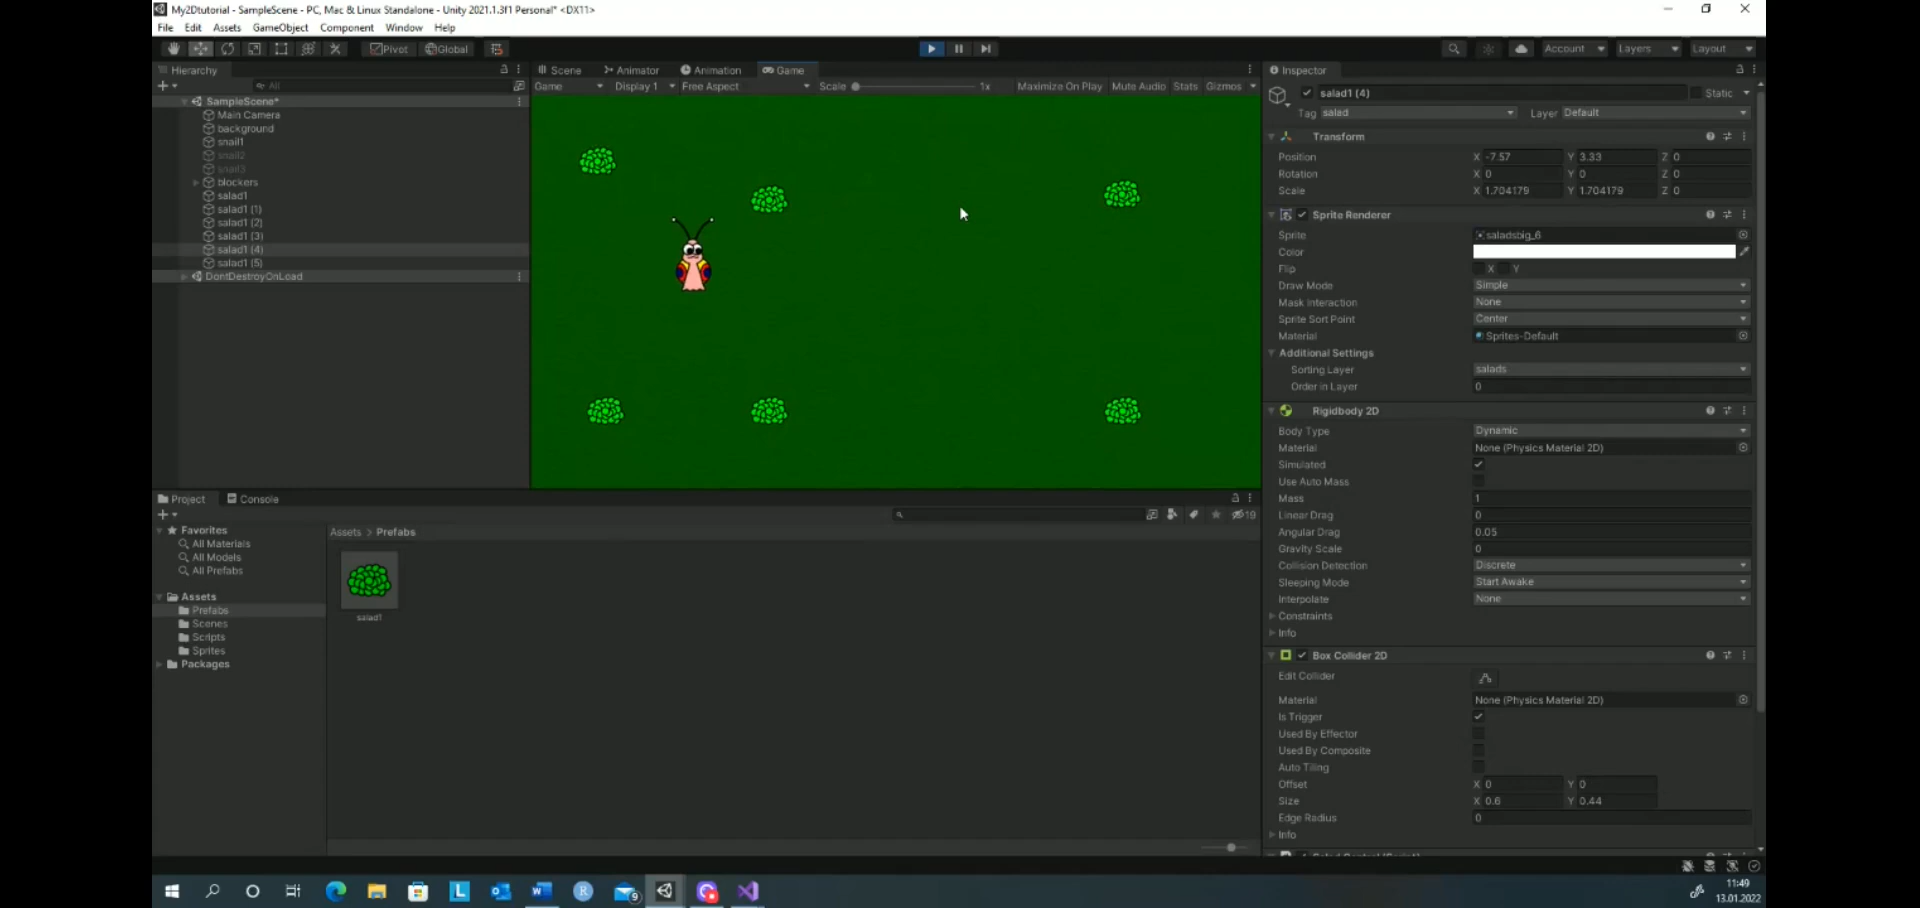 My2Dtutorial - SampleScene - PC, Mac & Linux Standalone - Unity 2021.1.3f1 Personal* <DX11>
File Edit Assets GameObject Component Window Help
Pivot Global Account Layers Layout
Hierarchy
All
SampleScene*
Main Camera
background
snail1
snail2
snail3
blockers
salad1
salad1 (1)
salad1 (2)
salad1 (3)
salad1 (4)
salad1 (5)
DontDestroyOnLoad
Scene Animator Animation Game
Game Display 1 Free Aspect Scale 1x Maximize On Play Mute Audio Stats Gizmos
Inspector
salad1 (4) Static
Tag salad Layer Default
Transform
Position X -7.57 Y 3.33 Z 0
Rotation X 0 Y 0 Z 0
Scale X 1.704179 Y 1.704179 Z 0
Sprite Renderer
Sprite saladsbig_6
Color
Flip X Y
Draw Mode Simple
Mask Interaction None
Sprite Sort Point Center
Material Sprites-Default
Additional Settings
Sorting Layer salads
Order in Layer 0
Rigidbody 2D
Body Type Dynamic
Material None (Physics Material 2D)
Simulated
Use Auto Mass
Mass 1
Linear Drag 0
Angular Drag 0.05
Gravity Scale 0
Collision Detection Discrete
Sleeping Mode Start Awake
Interpolate None
Constraints
Info
Box Collider 2D
Edit Collider
Material None (Physics Material 2D)
Is Trigger
Used By Effector
Used By Composite
Auto Tiling
Offset X 0 Y 0
Size X 0.6 Y 0.44
Edge Radius 0
Info
Project Console
19
Favorites
All Materials
All Models
All Prefabs
Assets
Prefabs
Scenes
Scripts
Sprites
Packages
Assets > Prefabs
salad1
L
W
R
9
11:49
13.01.2022